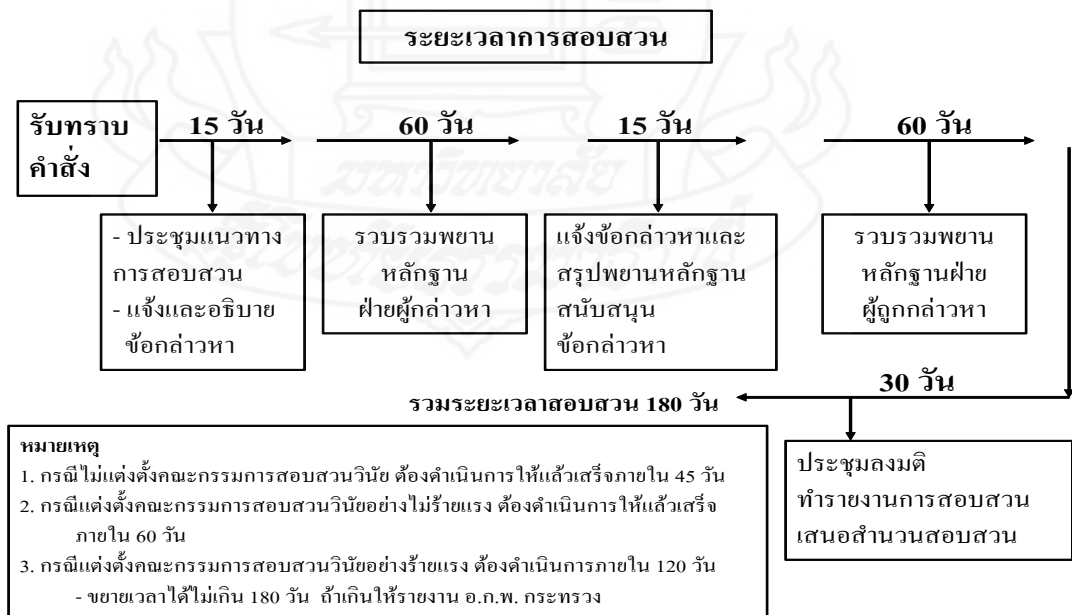 ระยะเวลาการสอบสวน
รับทราบ
คำสั่ง
15 วัน
60 วัน
15 วัน
60 วัน
- ประชุมแนวทาง
การสอบสวน
- แจ้งและอธิบาย
ข้อกล่าวหา
รวบรวมพยาน
หลักฐาน
ฝ่ายผู้กล่าวหา
แจ้งข้อกล่าวหาและ
สรุปพยานหลักฐาน
สนับสนุน
ข้อกล่าวหา
รวบรวมพยาน
หลักฐานฝ่าย
ผู้ถูกกล่าวหา
30 วัน
รวมระยะเวลาสอบสวน 180 วัน
ประชุมลงมติ
ทำรายงานการสอบสวน
เสนอสำนวนสอบสวน
หมายเหตุ
1. กรณีไม่แต่งตั้งคณะกรรมการสอบสวนวินัย ต้องดำเนินการให้แล้วเสร็จภายใน 45 วัน
2. กรณีแต่งตั้งคณะกรรมการสอบสวนวินัยอย่างไม่ร้ายแรง ต้องดำเนินการให้แล้วเสร็จ
ภายใน 60 วัน
3. กรณีแต่งตั้งคณะกรรมการสอบสวนวินัยอย่างร้ายแรง ต้องดำเนินการภายใน 120 วัน
- ขยายเวลาได้ไม่เกิน 180 วัน ถ้าเกินให้รายงาน อ.ก.พ. กระทรวง
มหาวิทยาลัย